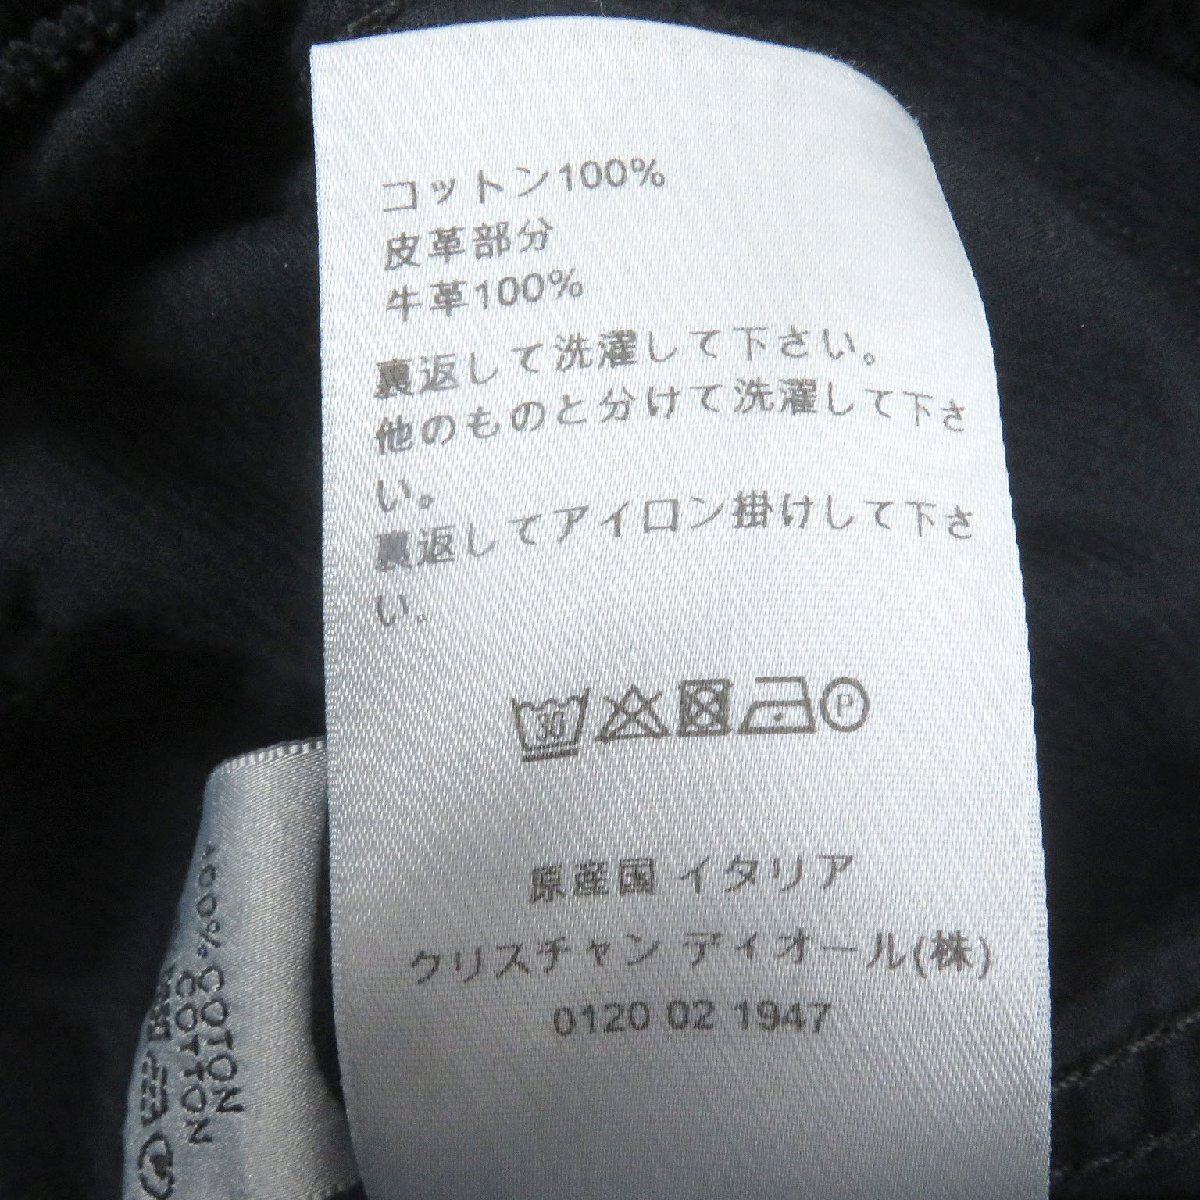 コットン100%
皮革部分
牛革100%
裏返して洗濯して下さい。
他のものと分けて洗濯して下さ
い。
裏返してアイロン掛けして下さ
い。
30
P
原産国 イタリア
クリスチャン ディオール(株)
0120 02 1947
100% COTON
COTTON